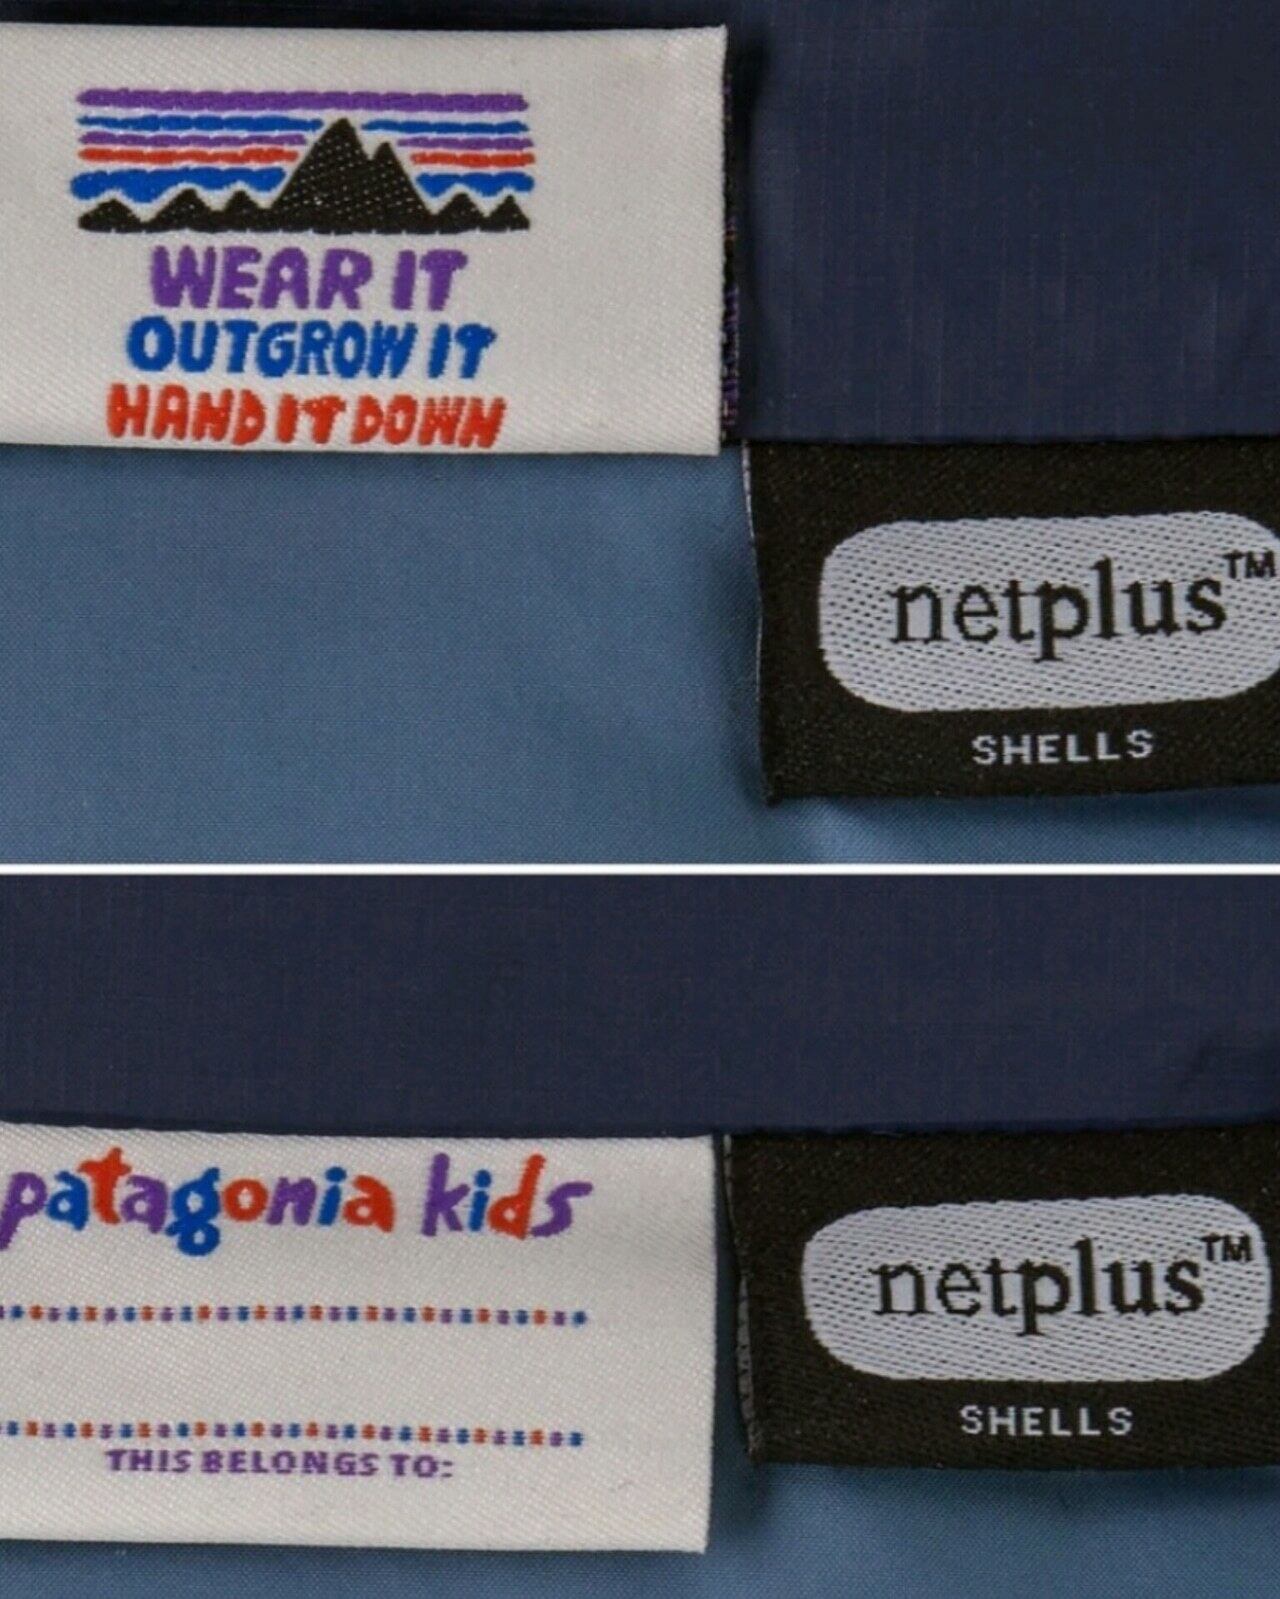 WEAR IT
OUTGROW IT
HAND IT DOWN
netplus™
SHELLS
patagonia kids
THIS BELONGS TO:
netplus™
SHELLS